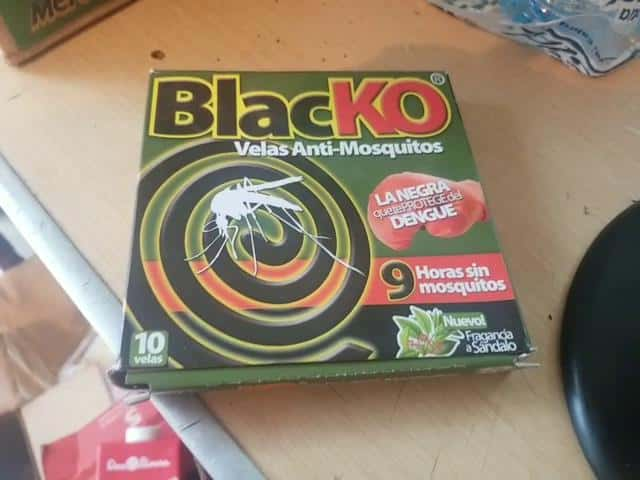 BlacKO®
Velas Anti-Mosquitos
LA NEGRA
que te PROTEGE del
DENGUE
9 Horas sin
mosquitos
Nuevo!
Fragancia
a Sándalo
10
velas